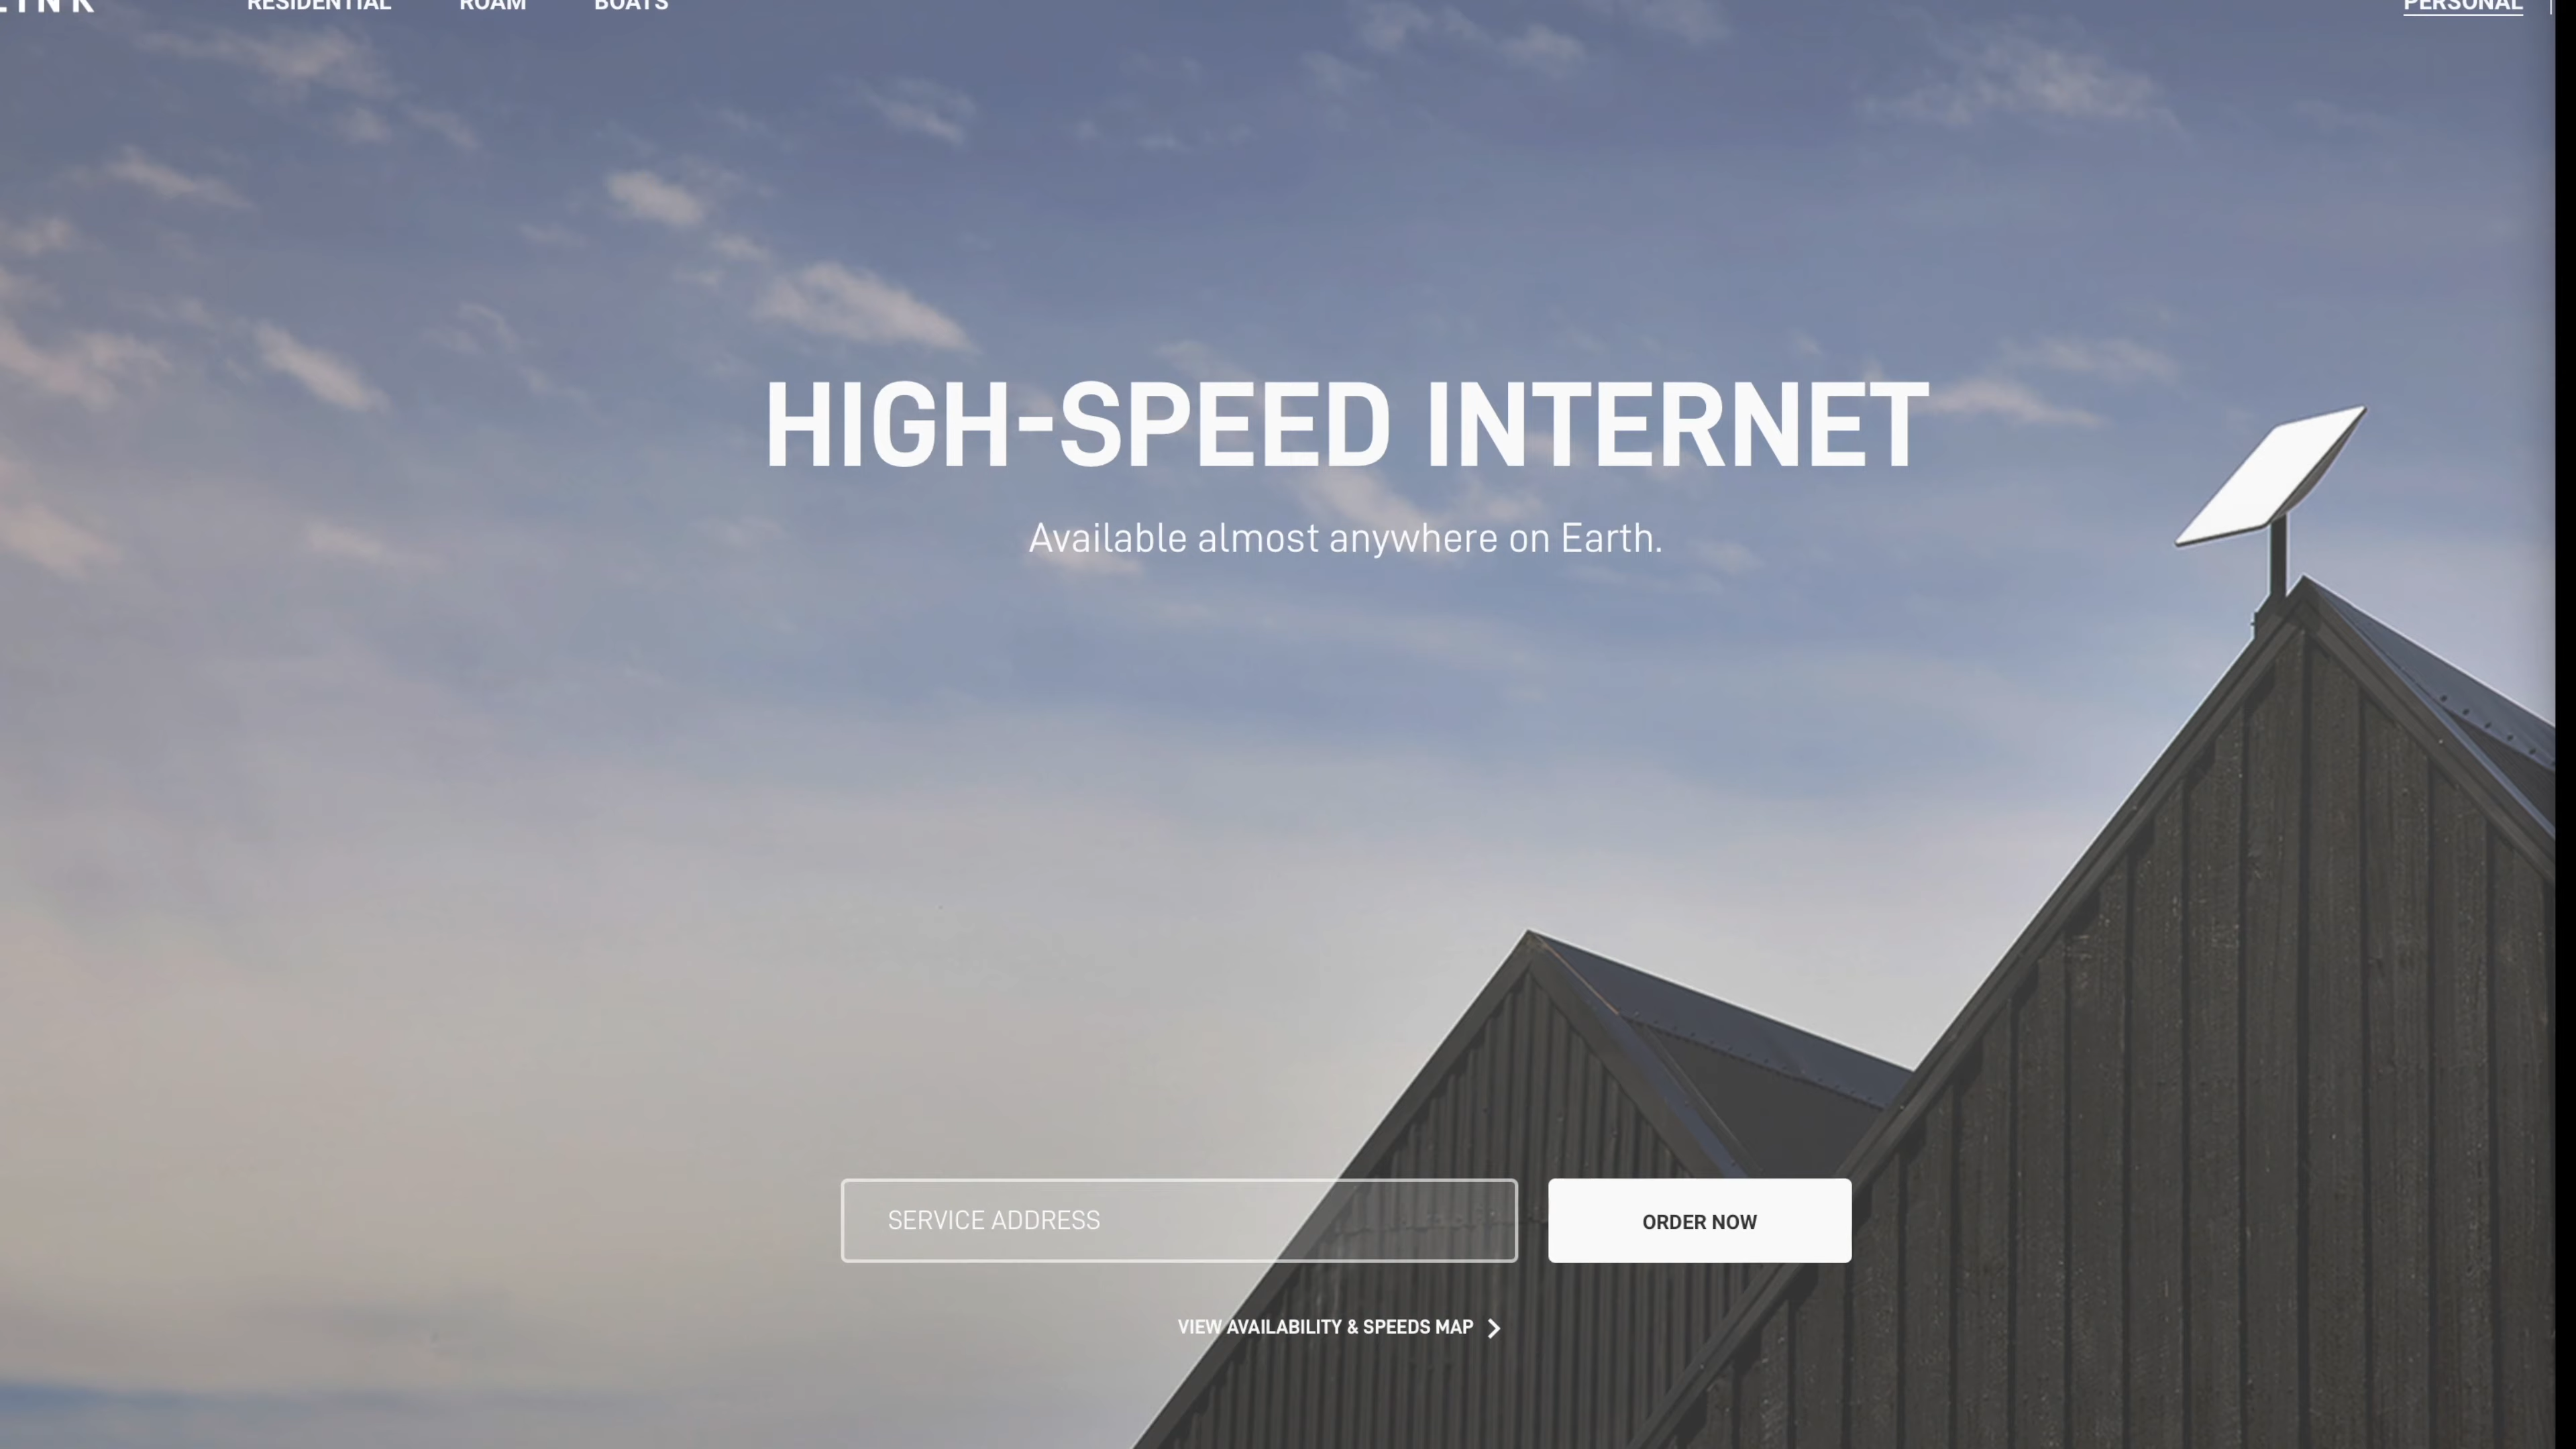 RESIDENTIAL ROAM BOATS PERSONAL
HIGH-SPEED INTERNET
Available almost anywhere on Earth.
SERVICE ADDRESS ORDER NOW
VIEW AVAILABILITY & SPEEDS MAP